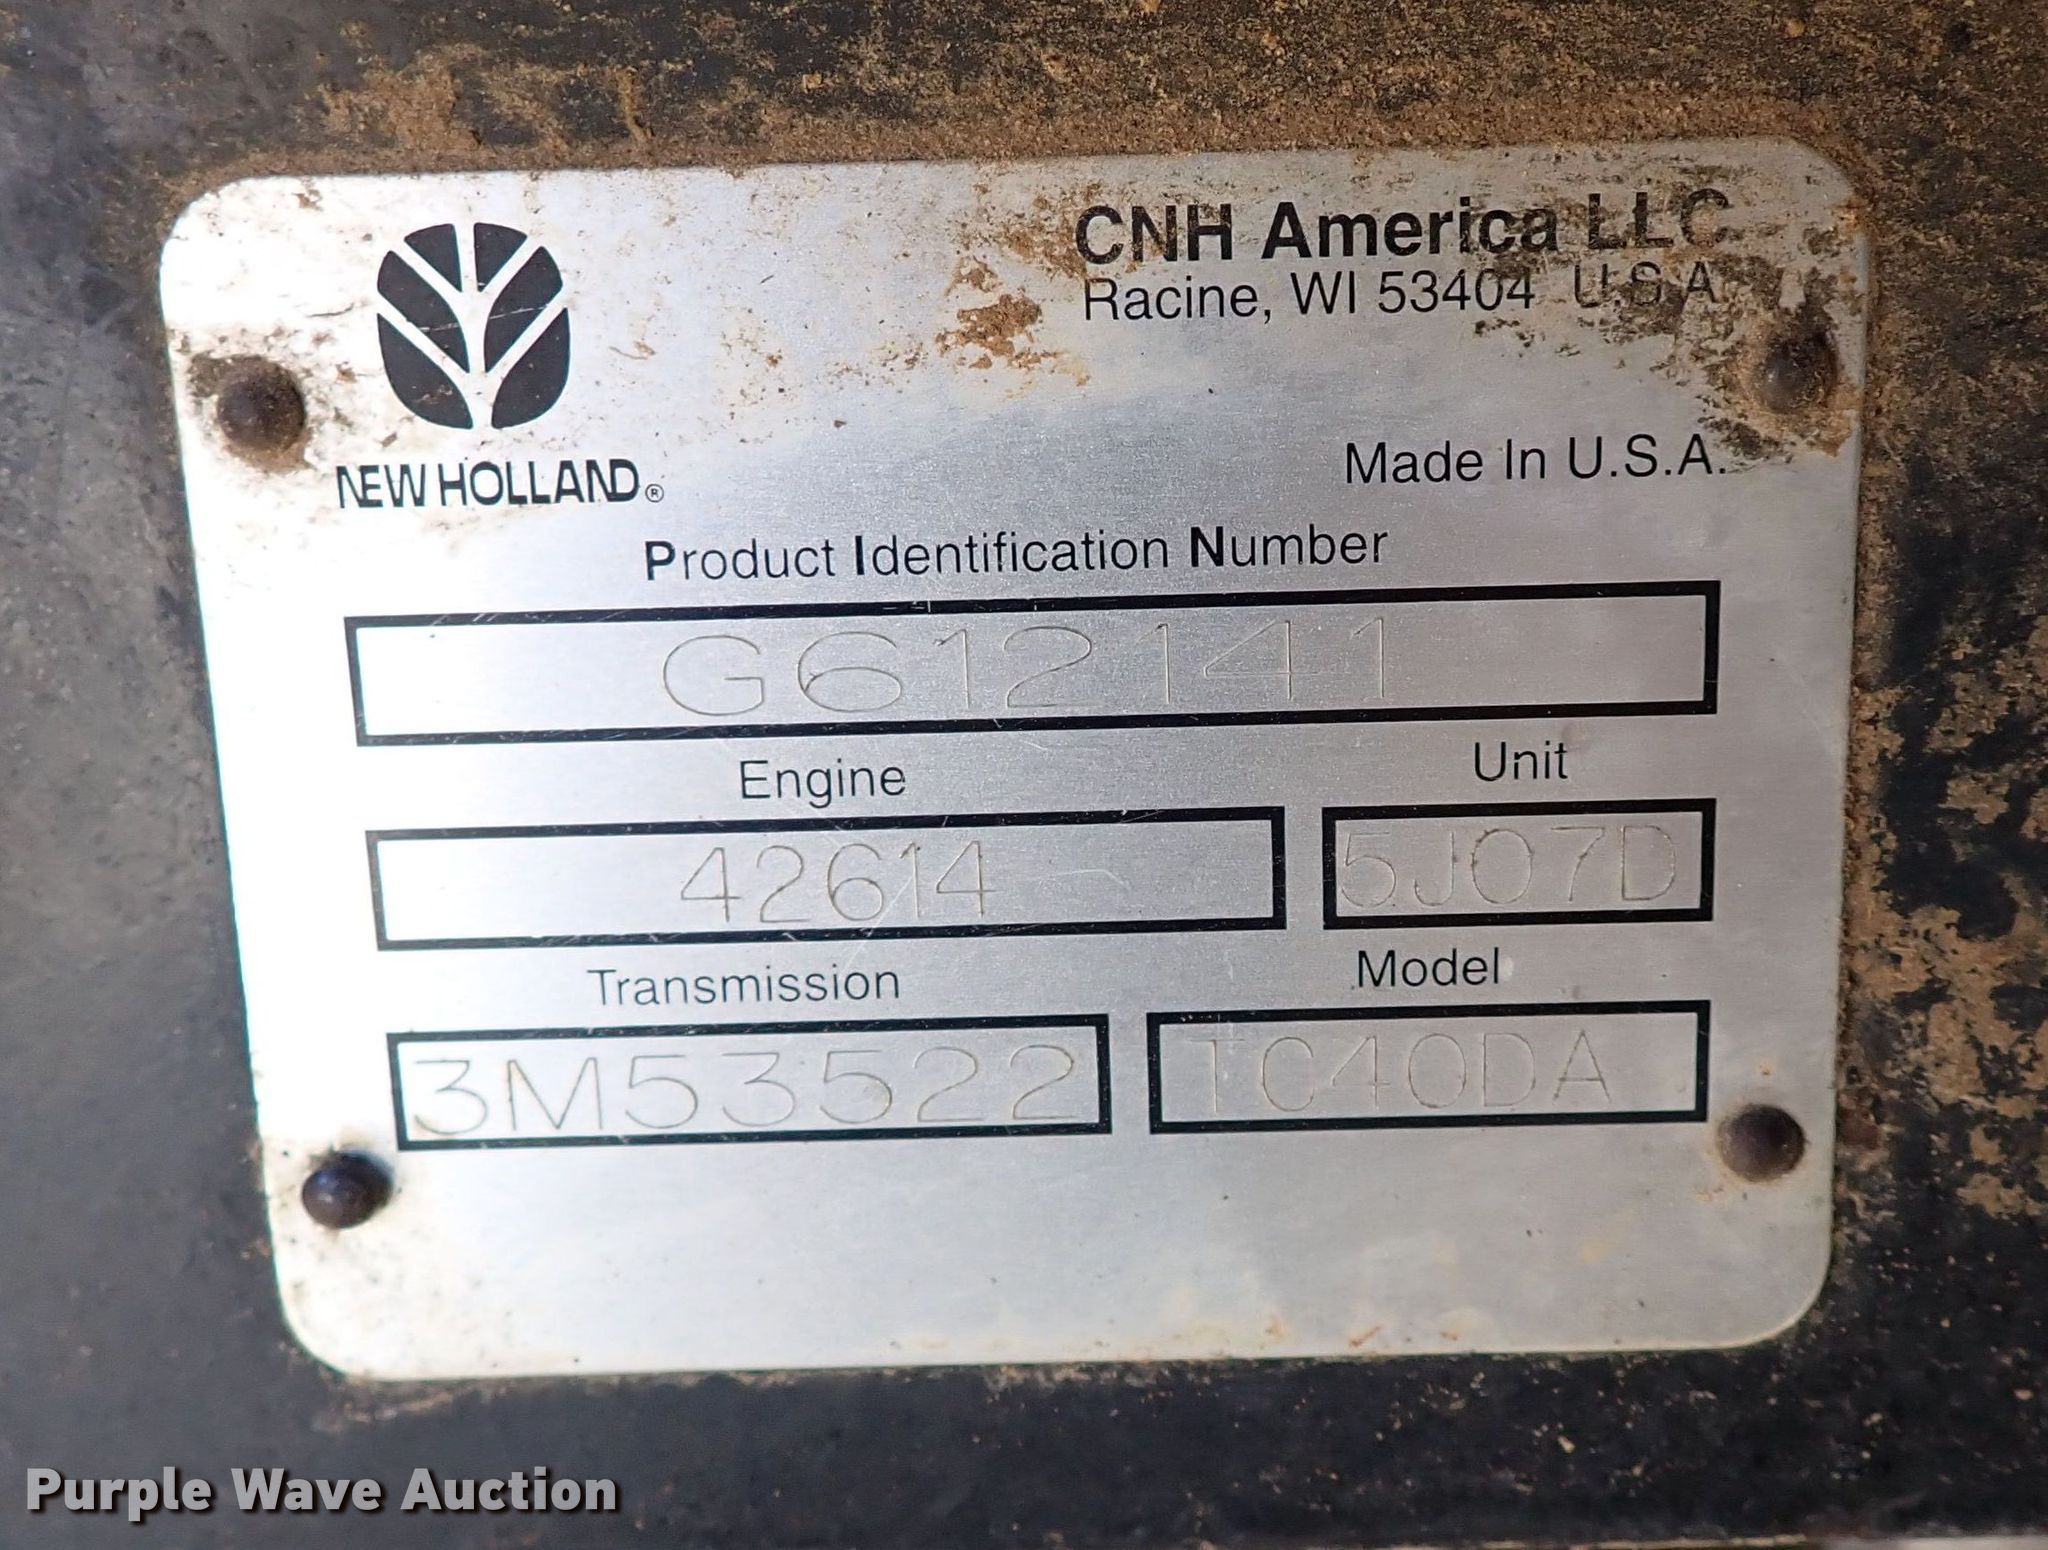 CNH America LLC
Racine, WI 53404 U.S.A.
NEW HOLLAND®
Made In U.S.A.
Product Identification Number
G612141
Engine
Unit
42614
5J07D
Transmission
Model
3M53522
TC40DA
Purple Wave Auction